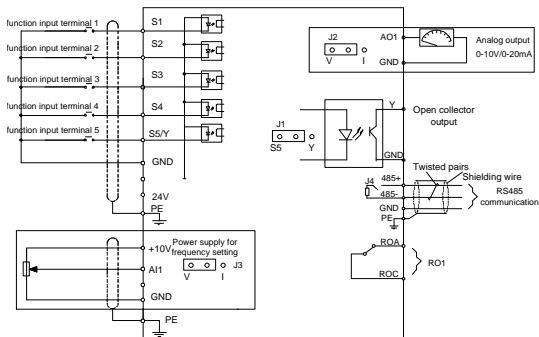 function input terminal 1
S1
function input terminal 2
S2
function input terminal 3
S3
function input terminal 4
S4
function input terminal 5
S5/Y
GND
24V
PE
+10V
Power supply for
frequency setting
AI1
V
I
J3
GND
PE
J2
V
I
AO1
GND
Analog output
0-10V/0-20mA
J1
S5
Y
Y
GND
Open collector
output
Twisted pairs
Shielding wire
J4
485+
485-
GND
PE
RS485
communication
ROA
ROC
RO1